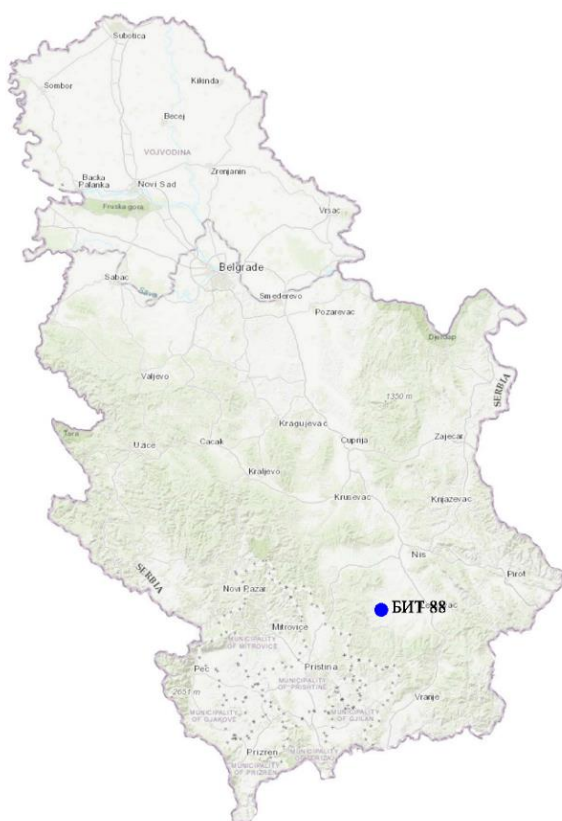 Subotica
Sombor
Kikinda
Becej
VOJVODINA
Backa
Palanka
Novi Sad
Zrenjanin
Fruska gora
Vrsac
Belgrade
Sabac
Sava
Smederevo
Pozarevac
Djerdap
SERBIA
Valjevo
1350 m
Tara
Uzice
Cacak
Kragujevac
Cuprija
Zajecar
Kraljevo
Krusevac
Knjazevac
SERBIA
Nis
Pirot
Novi Pazar
БИТ 88
Mitrovice
MUNICIPALITY
OF MITROVICE
Pec
Pristina
MUNICIPALITY
OF PRISHTINE
MUNICIPALITY
OF GJAKOVE
MUNICIPALITY
OF GJILAN
Vranje
Prizren
MUNICIPALITY
OF PRIZREN
MUNICIPALITY